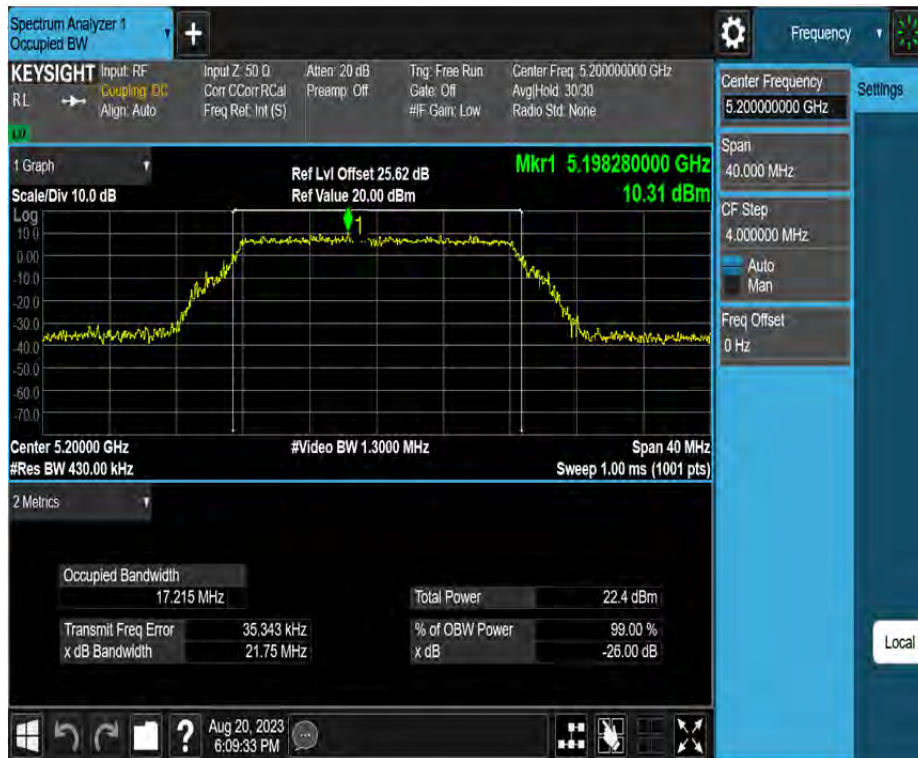 Spectrum Analyzer 1
Occupied BW
Frequency
KEYSIGHT
RL
Input: RF
Coupling: DC
Align: Auto
Input Z: 50 Ω
Corr CCorr RCal
Freq Ref: Int (S)
Atten: 20 dB
Preamp: Off
Trig: Free Run
Gate: Off
#IF Gain: Low
Center Freq: 5.200000000 GHz
Avg|Hold: 30/30
Radio Std: None
Center Frequency
5.200000000 GHz
Settings
Span
40.000 MHz
CF Step
4.000000 MHz
Auto
Man
Freq Offset
0 Hz
1 Graph
Scale/Div 10.0 dB
Ref Lvl Offset 25.62 dB
Ref Value 20.00 dBm
Mkr1 5.198280000 GHz
10.31 dBm
Log
10.0
0.00
-10.0
-20.0
-30.0
-40.0
-50.0
-60.0
-70.0
1
Center 5.20000 GHz
#Video BW 1.3000 MHz
Span 40 MHz
#Res BW 430.00 kHz
Sweep 1.00 ms (1001 pts)
2 Metrics
Occupied Bandwidth
17.215 MHz
Total Power 22.4 dBm
Transmit Freq Error 35.343 kHz
% of OBW Power 99.00 %
x dB Bandwidth 21.75 MHz
x dB -26.00 dB
Local
Aug 20, 2023
6:09:33 PM